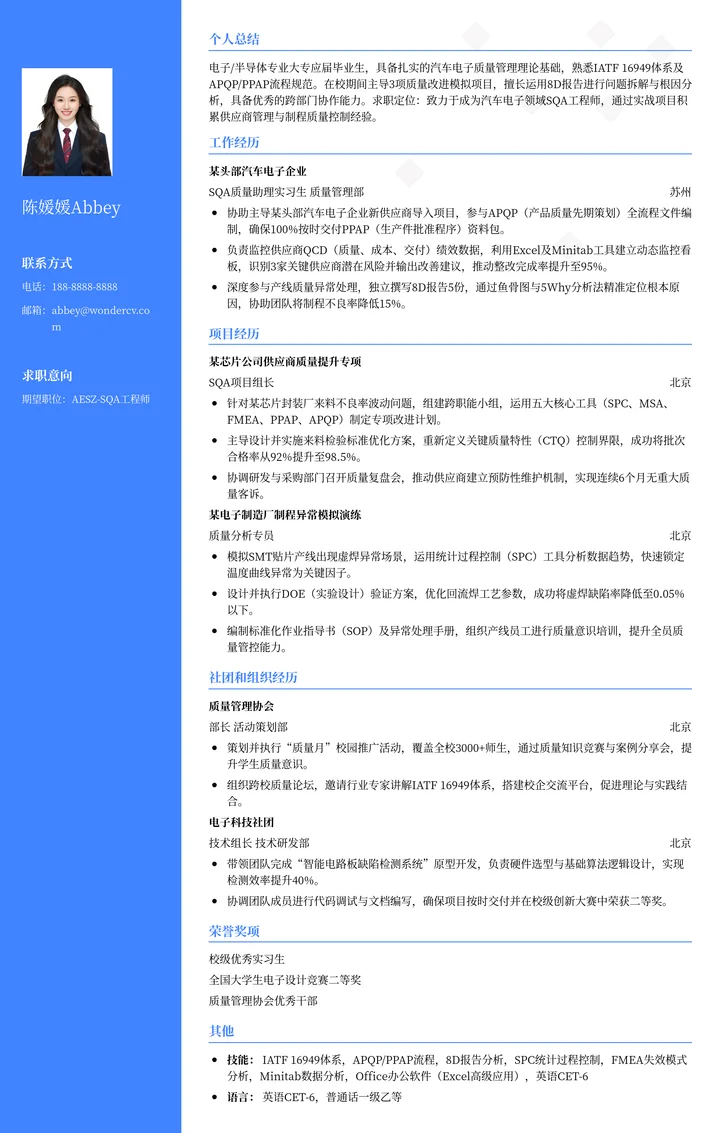 陈媛媛Abbey
联系方式
电话：188-8888-8888
邮箱：abbey@wondercv.co
m
求职意向
期望职位：AESZ-SQA工程师
个人总结
电子/半导体专业大专应届毕业生，具备扎实的汽车电子质量管理理论基础，熟悉IATF 16949体系及
APQP/PPAP流程规范。在校期间主导3项质量改进模拟项目，擅长运用8D报告进行问题拆解与根因分
析，具备优秀的跨部门协作能力。求职定位：致力于成为汽车电子领域SQA工程师，通过实战项目积
累供应商管理与制程质量控制经验。
工作经历
某头部汽车电子企业
SQA质量助理实习生 质量管理部 苏州
协助主导某头部汽车电子企业新供应商导入项目，参与APQP（产品质量先期策划）全流程文件编
制，确保100%按时交付PPAP（生产件批准程序）资料包。
负责监控供应商QCD（质量、成本、交付）绩效数据，利用Excel及Minitab工具建立动态监控看
板，识别3家关键供应商潜在风险并输出改善建议，推动整改完成率提升至95%。
深度参与产线质量异常处理，独立撰写8D报告5份，通过鱼骨图与5Why分析法精准定位根本原
因，协助团队将制程不良率降低15%。
项目经历
某芯片公司供应商质量提升专项
SQA项目组长 北京
针对某芯片封装厂来料不良率波动问题，组建跨职能小组，运用五大核心工具（SPC、MSA、
FMEA、PPAP、APQP）制定专项改进计划。
主导设计并实施来料检验标准优化方案，重新定义关键质量特性（CTQ）控制界限，成功将批次
合格率从92%提升至98.5%。
协调研发与采购部门召开质量复盘会，推动供应商建立预防性维护机制，实现连续6个月无重大质
量客诉。
某电子制造厂制程异常模拟演练
质量分析专员 北京
模拟SMT贴片产线出现虚焊异常场景，运用统计过程控制（SPC）工具分析数据趋势，快速锁定
温度曲线异常为关键因子。
设计并执行DOE（实验设计）验证方案，优化回流焊工艺参数，成功将虚焊缺陷率降低至0.05%
以下。
编制标准化作业指导书（SOP）及异常处理手册，组织产线员工进行质量意识培训，提升全员质
量管控能力。
社团和组织经历
质量管理协会
部长 活动策划部 北京
策划并执行“质量月”校园推广活动，覆盖全校3000+师生，通过质量知识竞赛与案例分享会，提
升学生质量意识。
组织跨校质量论坛，邀请行业专家讲解IATF 16949体系，搭建校企交流平台，促进理论与实践结
合。
电子科技社团
技术组长 技术研发部 北京
带领团队完成“智能电路板缺陷检测系统”原型开发，负责硬件选型与基础算法逻辑设计，实现
检测效率提升40%。
协调团队成员进行代码调试与文档编写，确保项目按时交付并在校级创新大赛中荣获二等奖。
荣誉奖项
校级优秀实习生
全国大学生电子设计竞赛二等奖
质量管理协会优秀干部
其他
技能： IATF 16949体系，APQP/PPAP流程，8D报告分析，SPC统计过程控制，FMEA失效模式
分析，Minitab数据分析，Office办公软件（Excel高级应用），英语CET-6
语言： 英语CET-6，普通话一级乙等